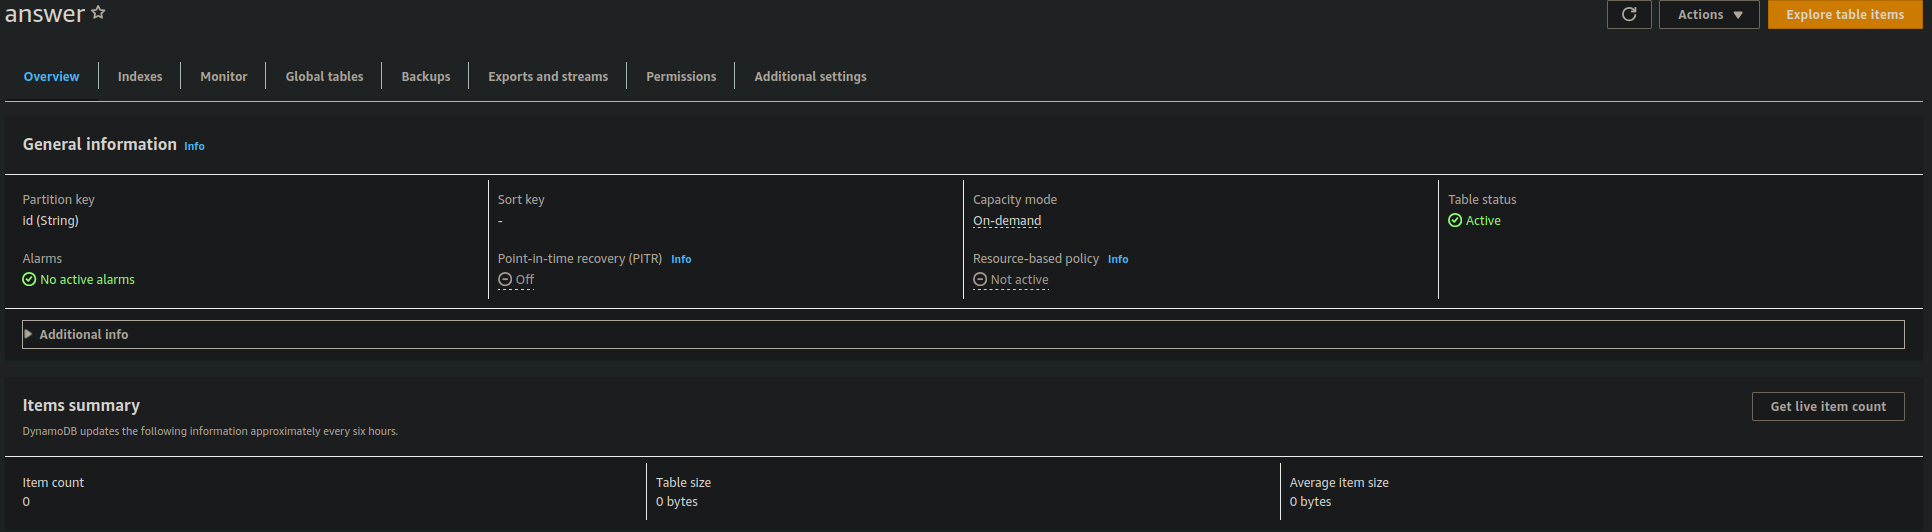 answer
Actions
Explore table items
Overview
Indexes
Monitor
Global tables
Backups
Exports and streams
Permissions
Additional settings
General information Info
Partition key
id (String)
Sort key
-
Capacity mode
On-demand
Table status
Active
Alarms
No active alarms
Point-in-time recovery (PITR) Info
Off
Resource-based policy Info
Not active
Additional info
Items summary
Get live item count
DynamoDB updates the following information approximately every six hours.
Item count
0
Table size
0 bytes
Average item size
0 bytes